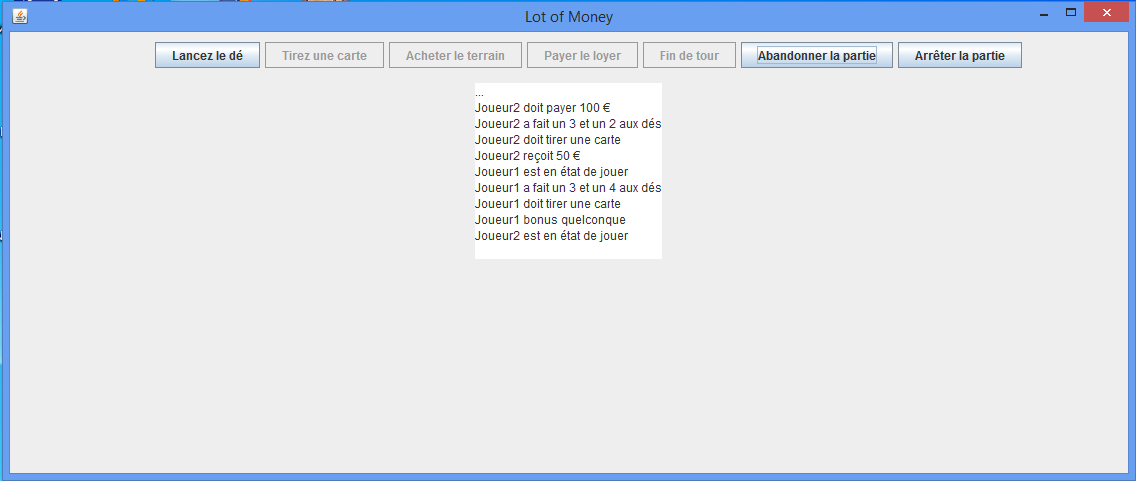 Lot of Money
Lancez le dé Tirez une carte Acheter le terrain Payer le loyer Fin de tour Abandonner la partie Arrêter la partie
...
Joueur2 doit payer 100 €
Joueur2 a fait un 3 et un 2 aux dés
Joueur2 doit tirer une carte
Joueur2 reçoit 50 €
Joueur1 est en état de jouer
Joueur1 a fait un 3 et un 4 aux dés
Joueur1 doit tirer une carte
Joueur1 bonus quelconque
Joueur2 est en état de jouer